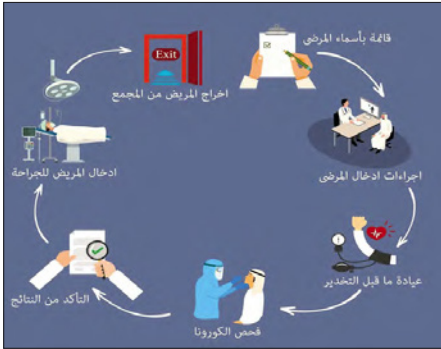 قائمة بأسماء المرضى
اجراءات ادخال المرضى
عيادة ما قبل التخدير
فحص الكورونا
التأكد من النتائج
ادخال المريض للجراحة
اخراج المريض من المجمع
Exit